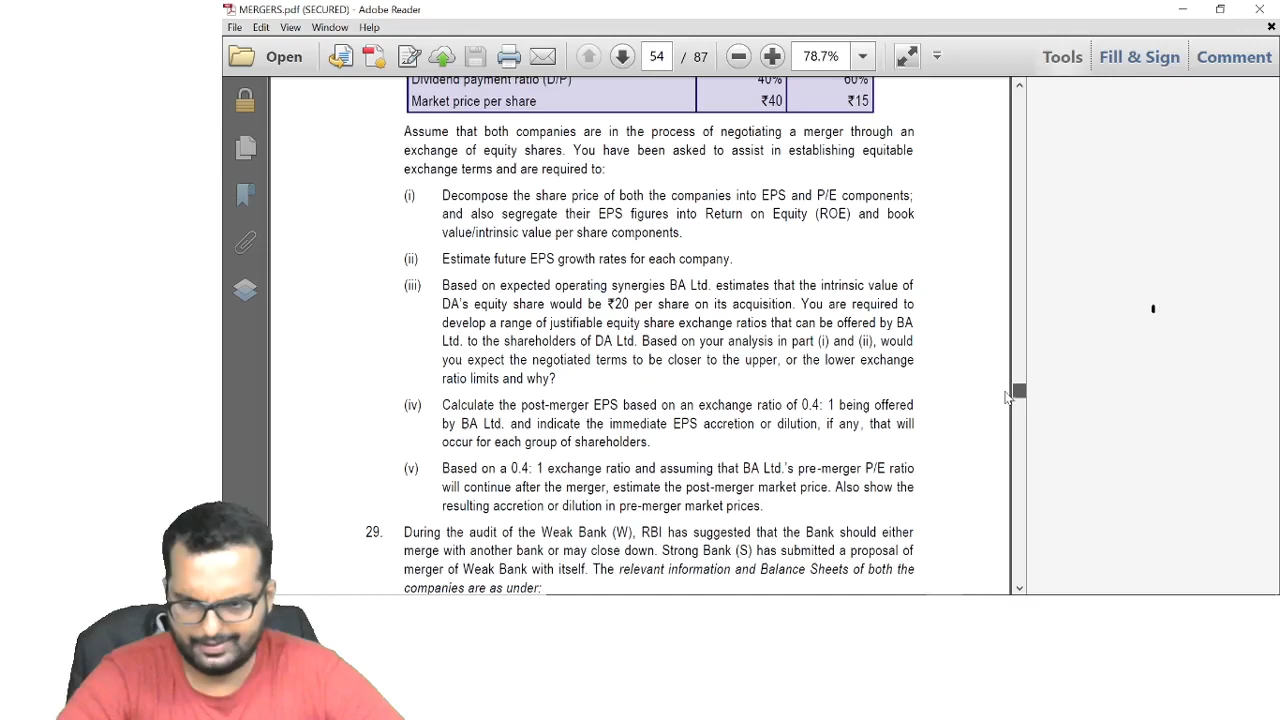 MERGERS.pdf (SECURED) - Adobe Reader
File Edit View Window Help
Open 54 / 87 78.7% Tools Fill & Sign Comment
Dividend payment ratio (D/P) 40% 60%
Market price per share ₹40 ₹15
Assume that both companies are in the process of negotiating a merger through an
exchange of equity shares. You have been asked to assist in establishing equitable
exchange terms and are required to:
(i) Decompose the share price of both the companies into EPS and P/E components;
and also segregate their EPS figures into Return on Equity (ROE) and book
value/intrinsic value per share components.
(ii) Estimate future EPS growth rates for each company.
(iii) Based on expected operating synergies BA Ltd. estimates that the intrinsic value of
DA's equity share would be ₹20 per share on its acquisition. You are required to
develop a range of justifiable equity share exchange ratios that can be offered by BA
Ltd. to the shareholders of DA Ltd. Based on your analysis in part (i) and (ii), would
you expect the negotiated terms to be closer to the upper, or the lower exchange
ratio limits and why?
(iv) Calculate the post-merger EPS based on an exchange ratio of 0.4: 1 being offered
by BA Ltd. and indicate the immediate EPS accretion or dilution, if any, that will
occur for each group of shareholders.
(v) Based on a 0.4: 1 exchange ratio and assuming that BA Ltd.'s pre-merger P/E ratio
will continue after the merger, estimate the post-merger market price. Also show the
resulting accretion or dilution in pre-merger market prices.
29. During the audit of the Weak Bank (W), RBI has suggested that the Bank should either
merge with another bank or may close down. Strong Bank (S) has submitted a proposal of
merger of Weak Bank with itself. The relevant information and Balance Sheets of both the
companies are as under: